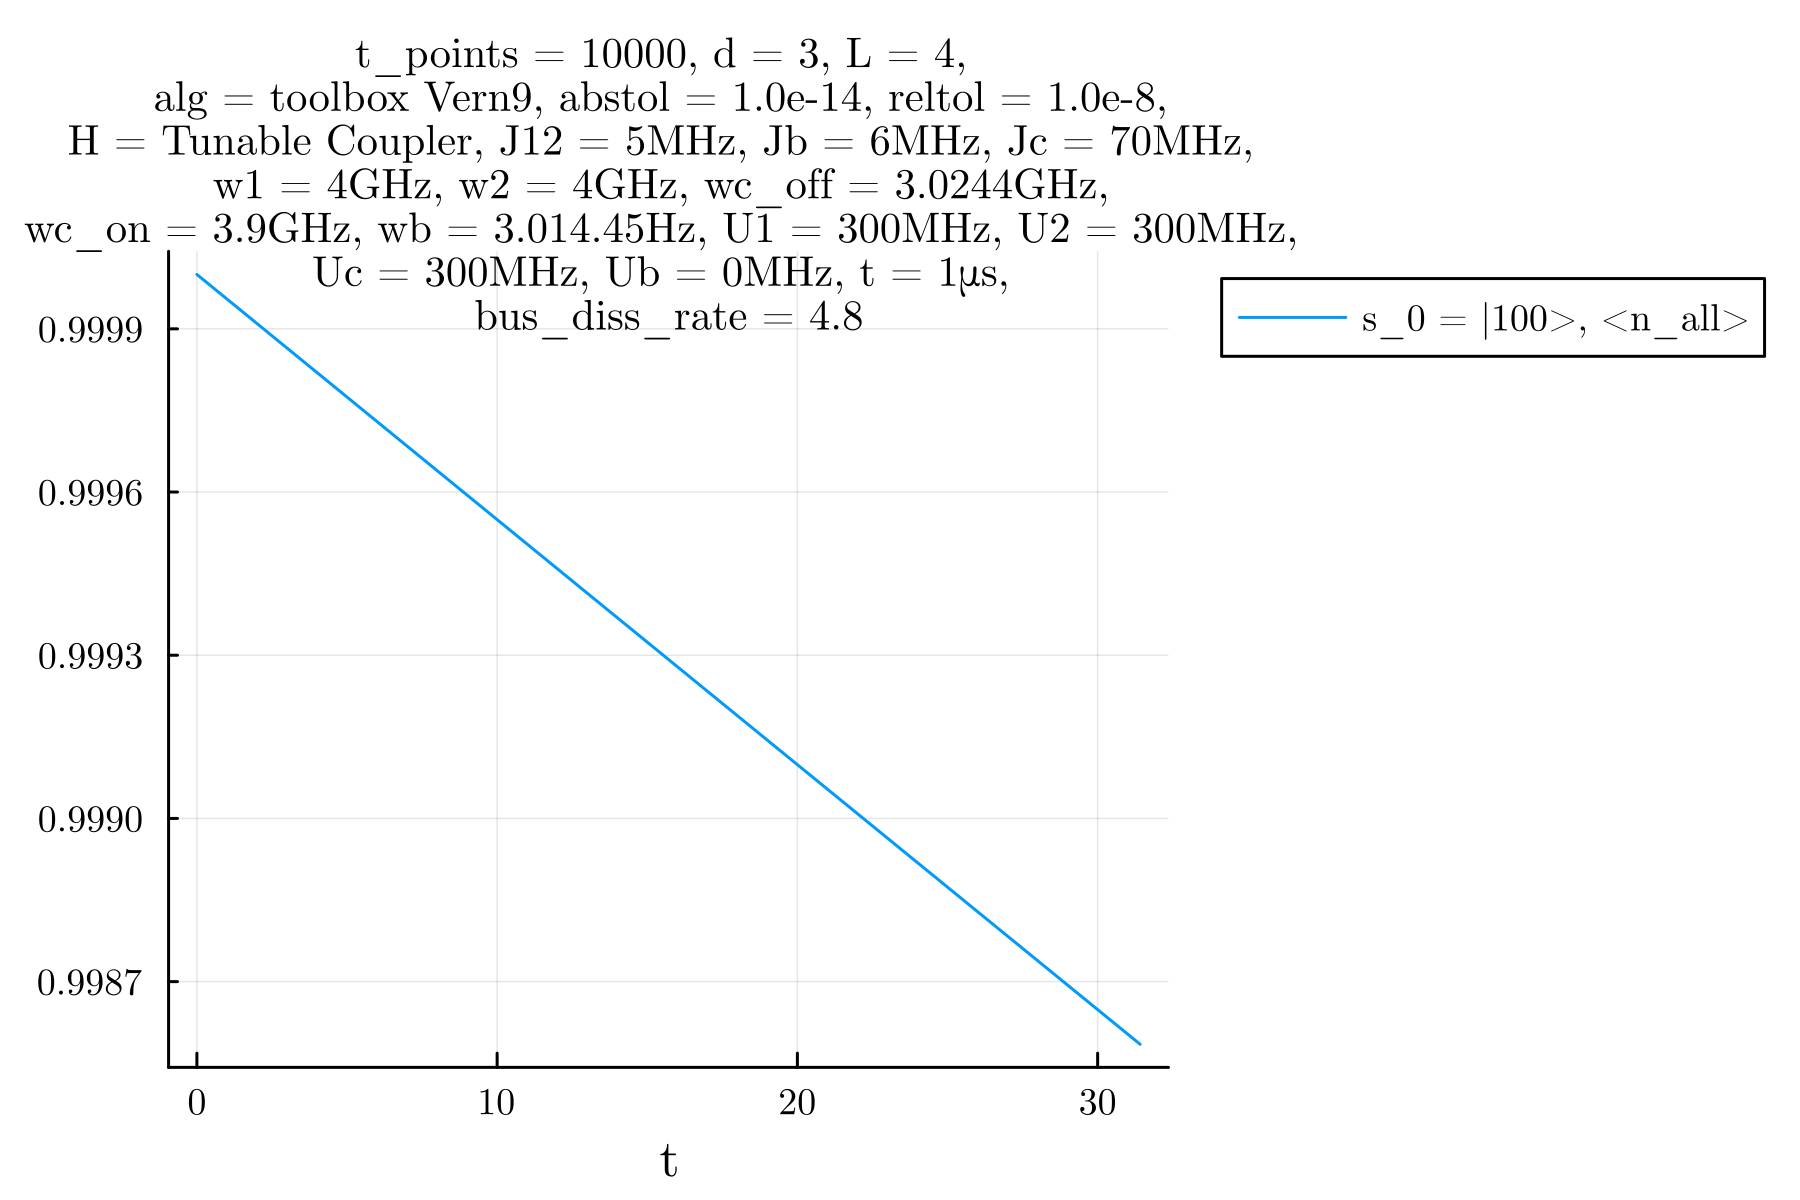 t_points = 10000, d = 3, L = 4,
alg = toolbox Vern9, abstol = 1.0e-14, reltol = 1.0e-8,
H = Tunable Coupler, J12 = 5MHz, Jb = 6MHz, Jc = 70MHz,
w1 = 4GHz, w2 = 4GHz, wc_off = 3.0244GHz,
wc_on = 3.9GHz, wb = 3.014.45Hz, U1 = 300MHz, U2 = 300MHz,
Uc = 300MHz, Ub = 0MHz, t = 1μs,
bus_diss_rate = 4.8
s_0 = |100>, <n_all>
0.9999
0.9996
0.9993
0.9990
0.9987
0 10 20 30
t